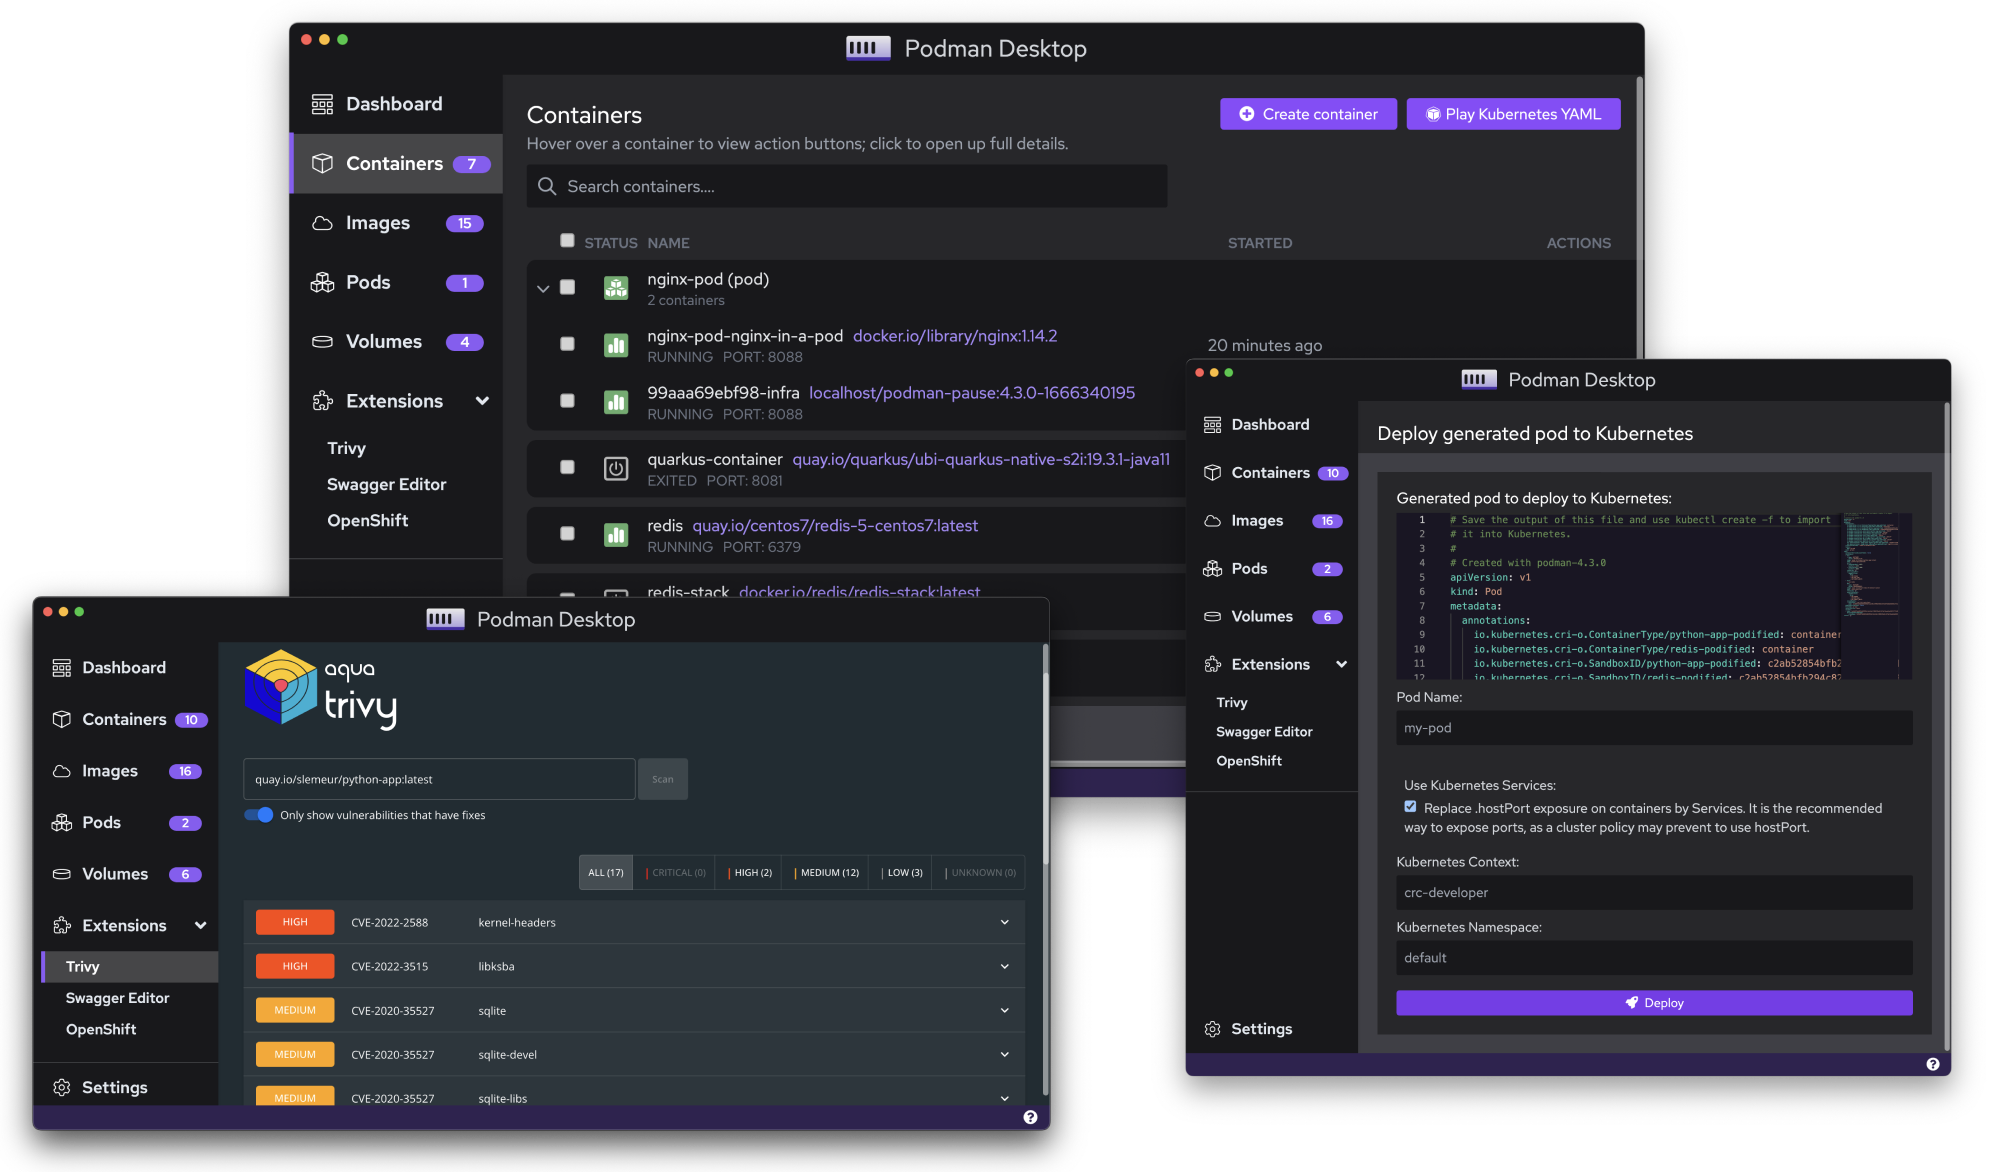 Podman Desktop
Dashboard
Containers 7
Images 15
Pods 1
Volumes 4
Extensions
Trivy
Swagger Editor
OpenShift
Containers
Hover over a container to view action buttons; click to open up full details.
Create container
Play Kubernetes YAML
Search containers....
STATUS NAME STARTED ACTIONS
nginx-pod (pod)
2 containers
nginx-pod-nginx-in-a-pod docker.io/library/nginx:1.14.2
RUNNING PORT: 8088
20 minutes ago
99aaa69ebf98-infra localhost/podman-pause:4.3.0-1666340195
RUNNING PORT: 8088
quarkus-container quay.io/quarkus/ubi-quarkus-native-s2i:19.3.1-java11
EXITED PORT: 8081
redis quay.io/centos7/redis-5-centos7:latest
RUNNING PORT: 6379
redis-stack docker.io/redis/redis-stack:latest
Podman Desktop
Dashboard
Containers 10
Images 16
Pods 2
Volumes 6
Extensions
Trivy
Swagger Editor
OpenShift
Settings
aqua
trivy
quay.io/slemeur/python-app:latest
Scan
Only show vulnerabilities that have fixes
ALL (17) CRITICAL (0) HIGH (2) MEDIUM (12) LOW (3) UNKNOWN (0)
HIGH CVE-2022-2588 kernel-headers
HIGH CVE-2022-3515 libksba
MEDIUM CVE-2020-35527 sqlite
MEDIUM CVE-2020-35527 sqlite-devel
MEDIUM CVE-2020-35527 sqlite-libs
Podman Desktop
Dashboard
Containers 10
Images 16
Pods 2
Volumes 6
Extensions
Trivy
Swagger Editor
OpenShift
Settings
Deploy generated pod to Kubernetes
Generated pod to deploy to Kubernetes:
1 # Save the output of this file and use kubectl create -f to import
2 # it into Kubernetes.
3 #
4 # Created with podman-4.3.0
5 apiVersion: v1
6 kind: Pod
7 metadata:
8 annotations:
9 io.kubernetes.cri-o.ContainerType/python-app-podified: container
10 io.kubernetes.cri-o.ContainerType/redis-podified: container
11 io.kubernetes.cri-o.SandboxID/python-app-podified: c2ab52854bfb2
12 io.kubernetes.cri-o.SandboxID/redis-podified: c2ab52854bfb294c82
Pod Name:
my-pod
Use Kubernetes Services:
Replace .hostPort exposure on containers by Services. It is the recommended
way to expose ports, as a cluster policy may prevent to use hostPort.
Kubernetes Context:
crc-developer
Kubernetes Namespace:
default
Deploy